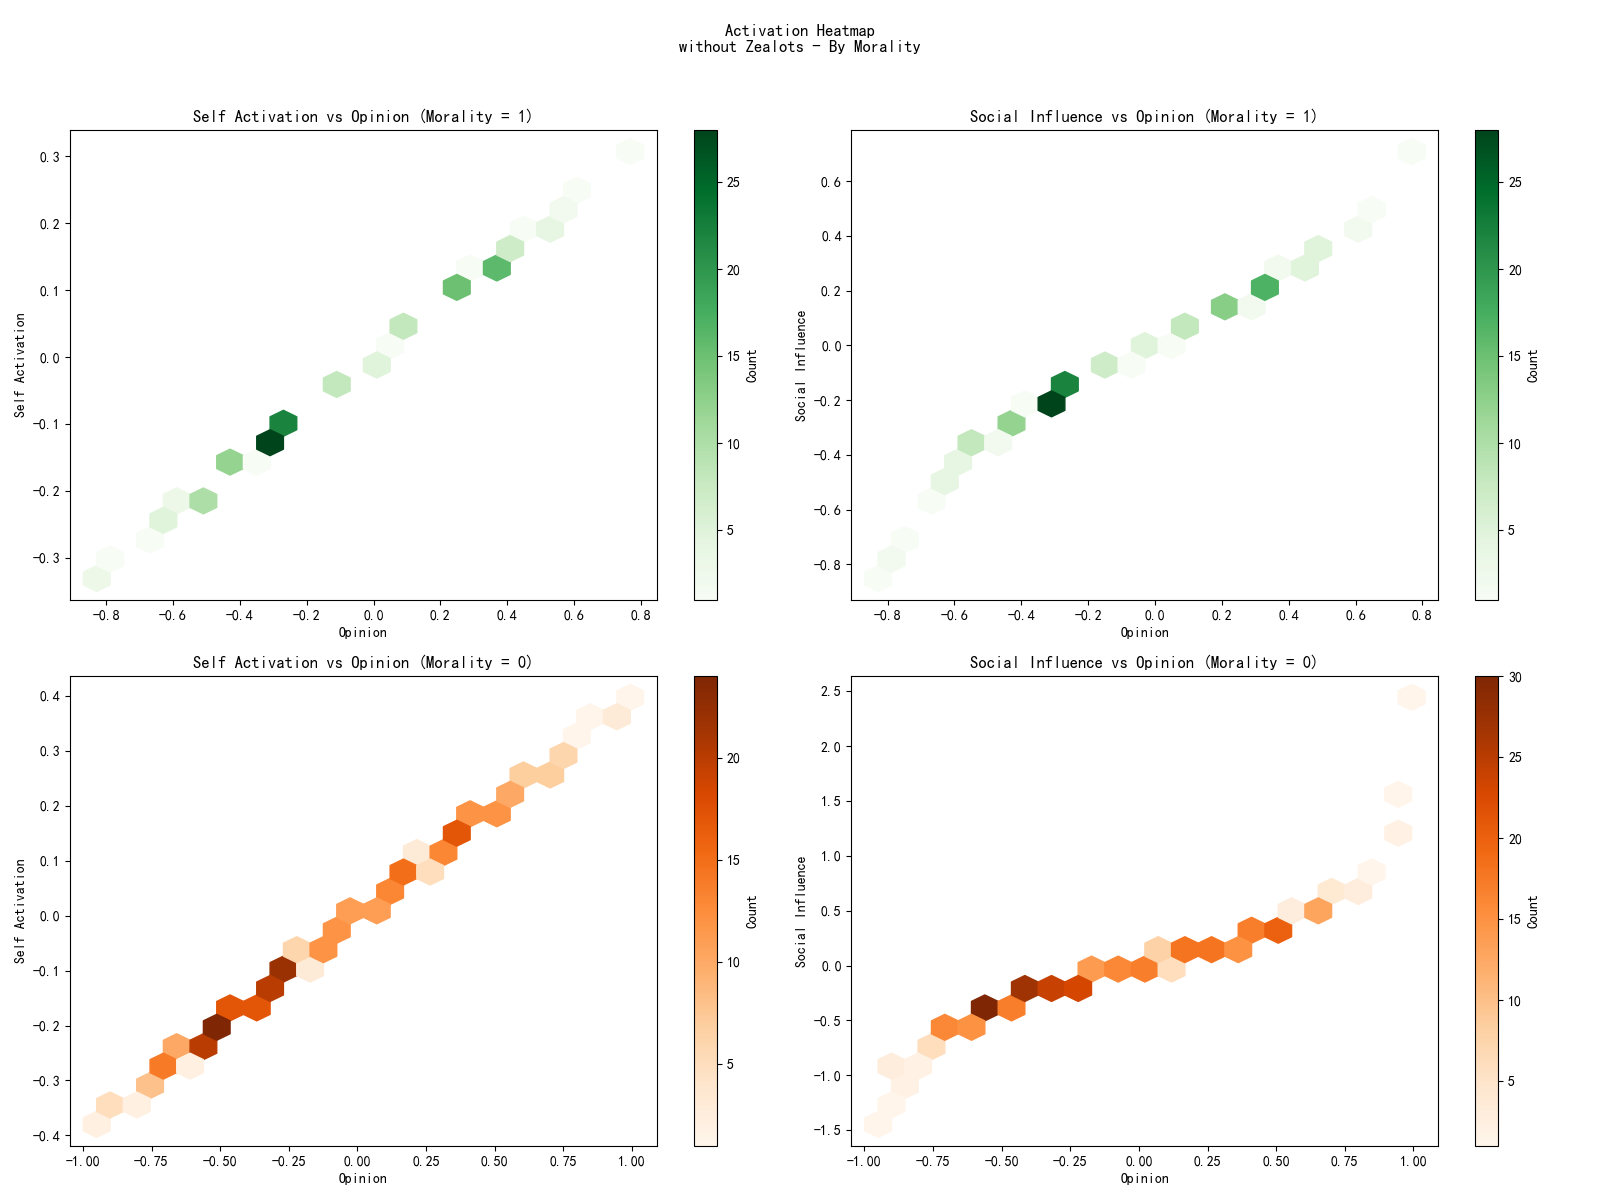 Activation Heatmap
without Zealots - By Morality
Self Activation vs Opinion (Morality = 1)
0.3
0.2
0.1
0.0
-0.1
-0.2
-0.3
Self Activation
-0.8 -0.6 -0.4 -0.2 0.0 0.2 0.4 0.6 0.8
Opinion
25
20
15
10
5
Count
Social Influence vs Opinion (Morality = 1)
0.6
0.4
0.2
0.0
-0.2
-0.4
-0.6
-0.8
Social Influence
-0.8 -0.6 -0.4 -0.2 0.0 0.2 0.4 0.6 0.8
Opinion
25
20
15
10
5
Count
Self Activation vs Opinion (Morality = 0)
0.4
0.3
0.2
0.1
0.0
-0.1
-0.2
-0.3
-0.4
Self Activation
-1.00 -0.75 -0.50 -0.25 0.00 0.25 0.50 0.75 1.00
Opinion
20
15
10
5
Count
Social Influence vs Opinion (Morality = 0)
2.5
2.0
1.5
1.0
0.5
0.0
-0.5
-1.0
-1.5
Social Influence
-1.00 -0.75 -0.50 -0.25 0.00 0.25 0.50 0.75 1.00
Opinion
30
25
20
15
10
5
Count